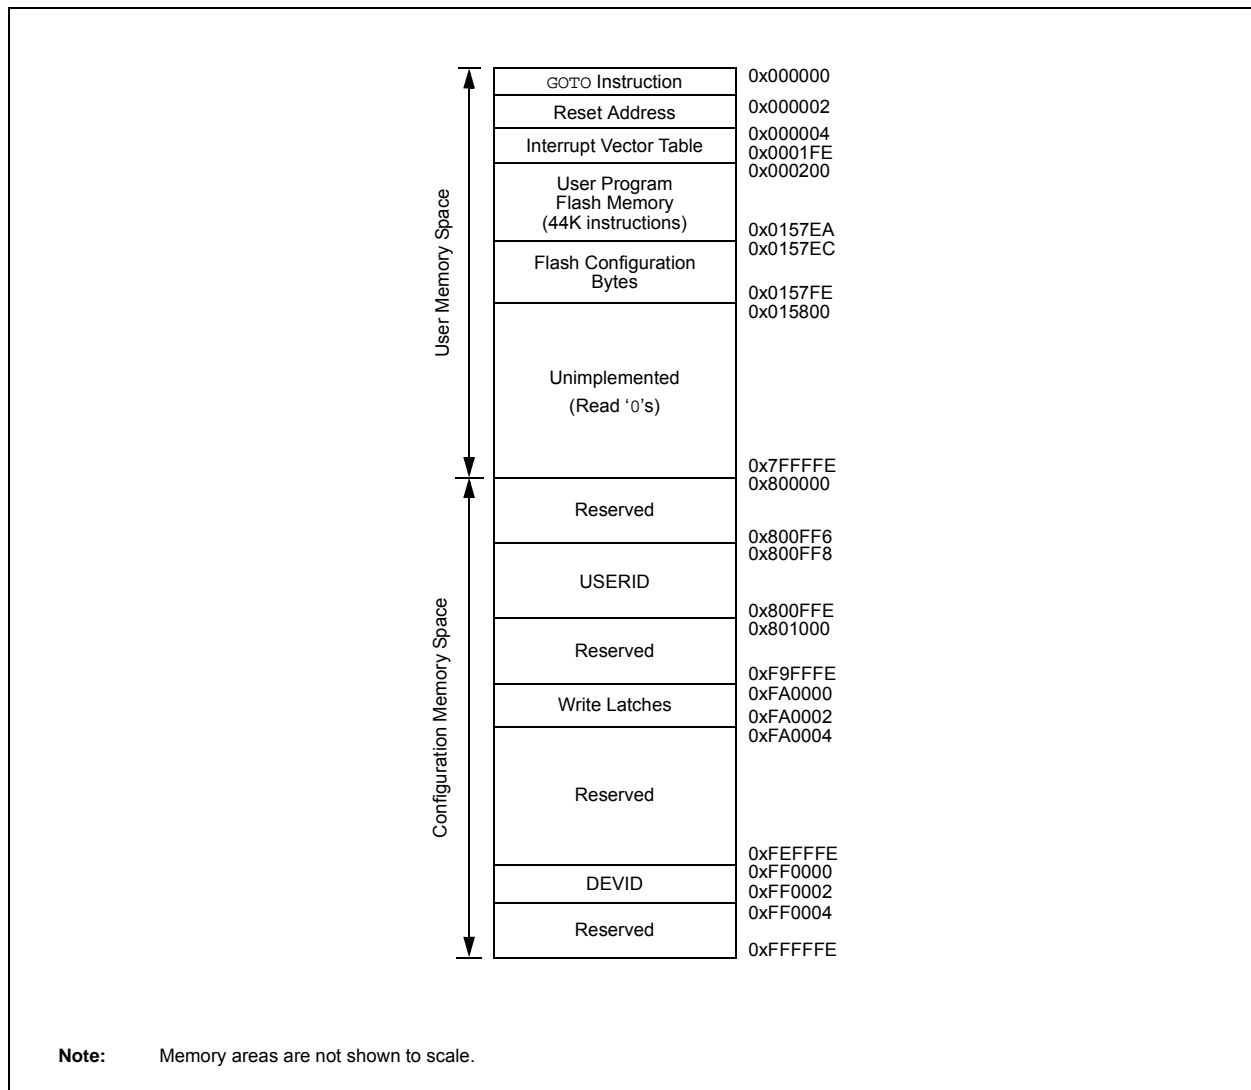 GOTO Instruction
0x000000
Reset Address
0x000002
0x000004
Interrupt Vector Table
0x0001FE
0x000200
User Program
Flash Memory
(44K instructions)
0x0157EA
0x0157EC
Flash Configuration
Bytes
0x0157FE
0x015800
User Memory Space
Unimplemented
(Read ‘0’s)
0x7FFFFE
0x800000
Reserved
0x800FF6
0x800FF8
USERID
0x800FFE
0x801000
Reserved
0xF9FFFE
0xFA0000
Write Latches
0xFA0002
0xFA0004
Configuration Memory Space
Reserved
0xFEFFFE
0xFF0000
DEVID
0xFF0002
0xFF0004
Reserved
0xFFFFFE
Note: Memory areas are not shown to scale.